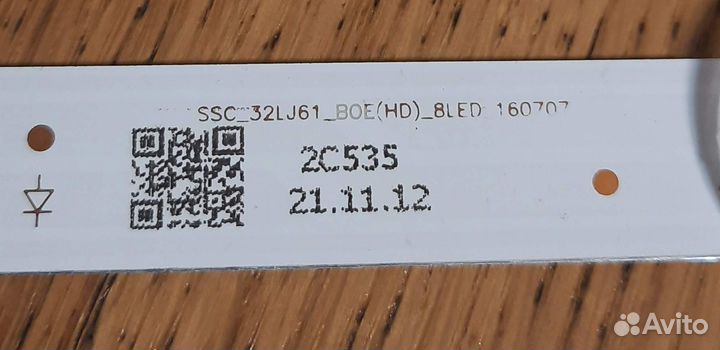 SSC_32LJ61_BOE(HD)_8LED 160707
2C535
21.11.12
Avito